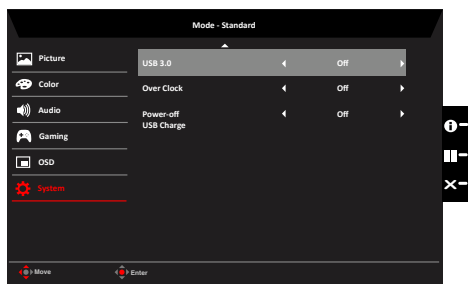 Mode - Standard
Picture
Color
Audio
Gaming
OSD
System
USB 3.0 Off
Over Clock Off
Power-off Off
USB Charge
Move Enter